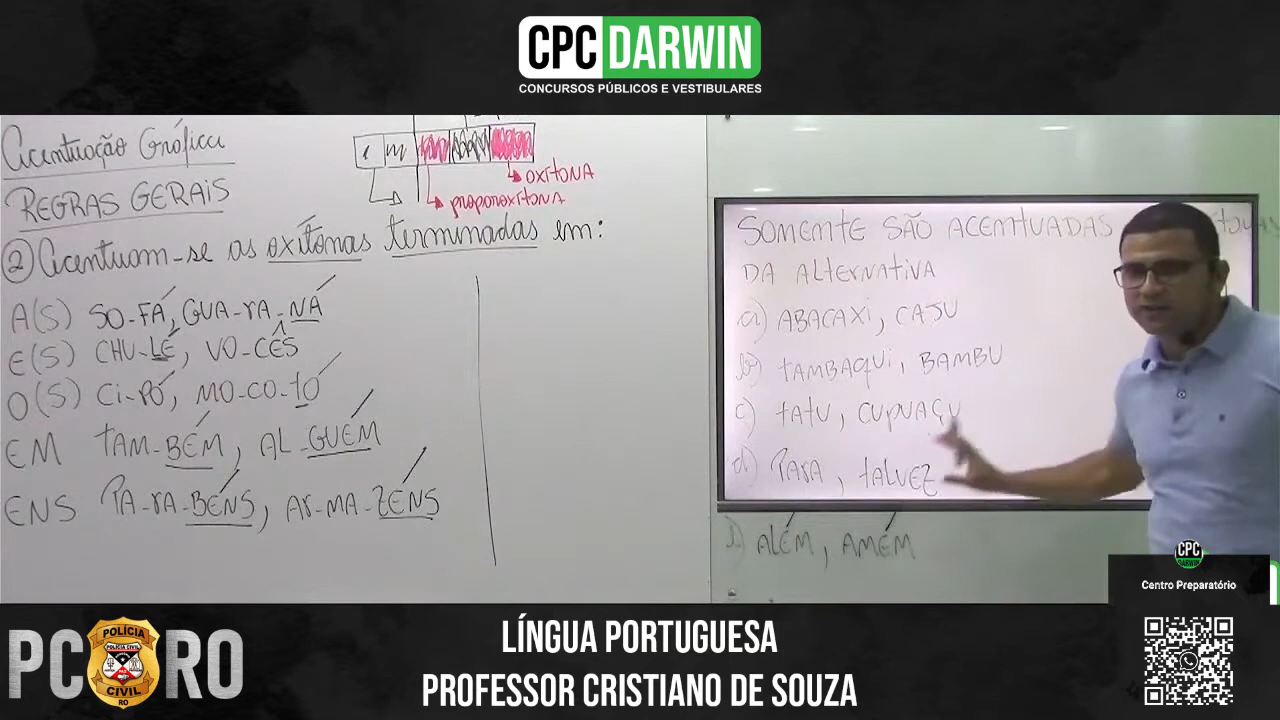 CPC DARWIN
CONCURSOS PÚBLICOS E VESTIBULARES
Acentuação Gráfica
REGRAS GERAIS
OXÍTONA
proparoxítona
② Acentuam-se as oxítonas terminadas em:
A(S) SO-FÁ, GUA-RA-NÁ
E(S) CHU-LÉ, VO-CÊS
O(S) Ci-PÓ, MO-CO-TÓ
EM TAM-BÉM, AL-GUÉM
ENS PA-RA-BÉNS, AR-MA-ZÉNS
SOMENTE SÃO ACENTUADAS
DA ALTERNATIVA
a) ABACAXi, CAJU
b) TAMBAQUi, BAMBU
c) TATU, CUPUAÇU
d) PARA, TALVEZ
ALÉM, AMÉM
CPC DARWIN
Centro Preparatório
PC RO
POLÍCIA
POLÍCIA CIVIL
CIVIL
RO
LÍNGUA PORTUGUESA
PROFESSOR CRISTIANO DE SOUZA